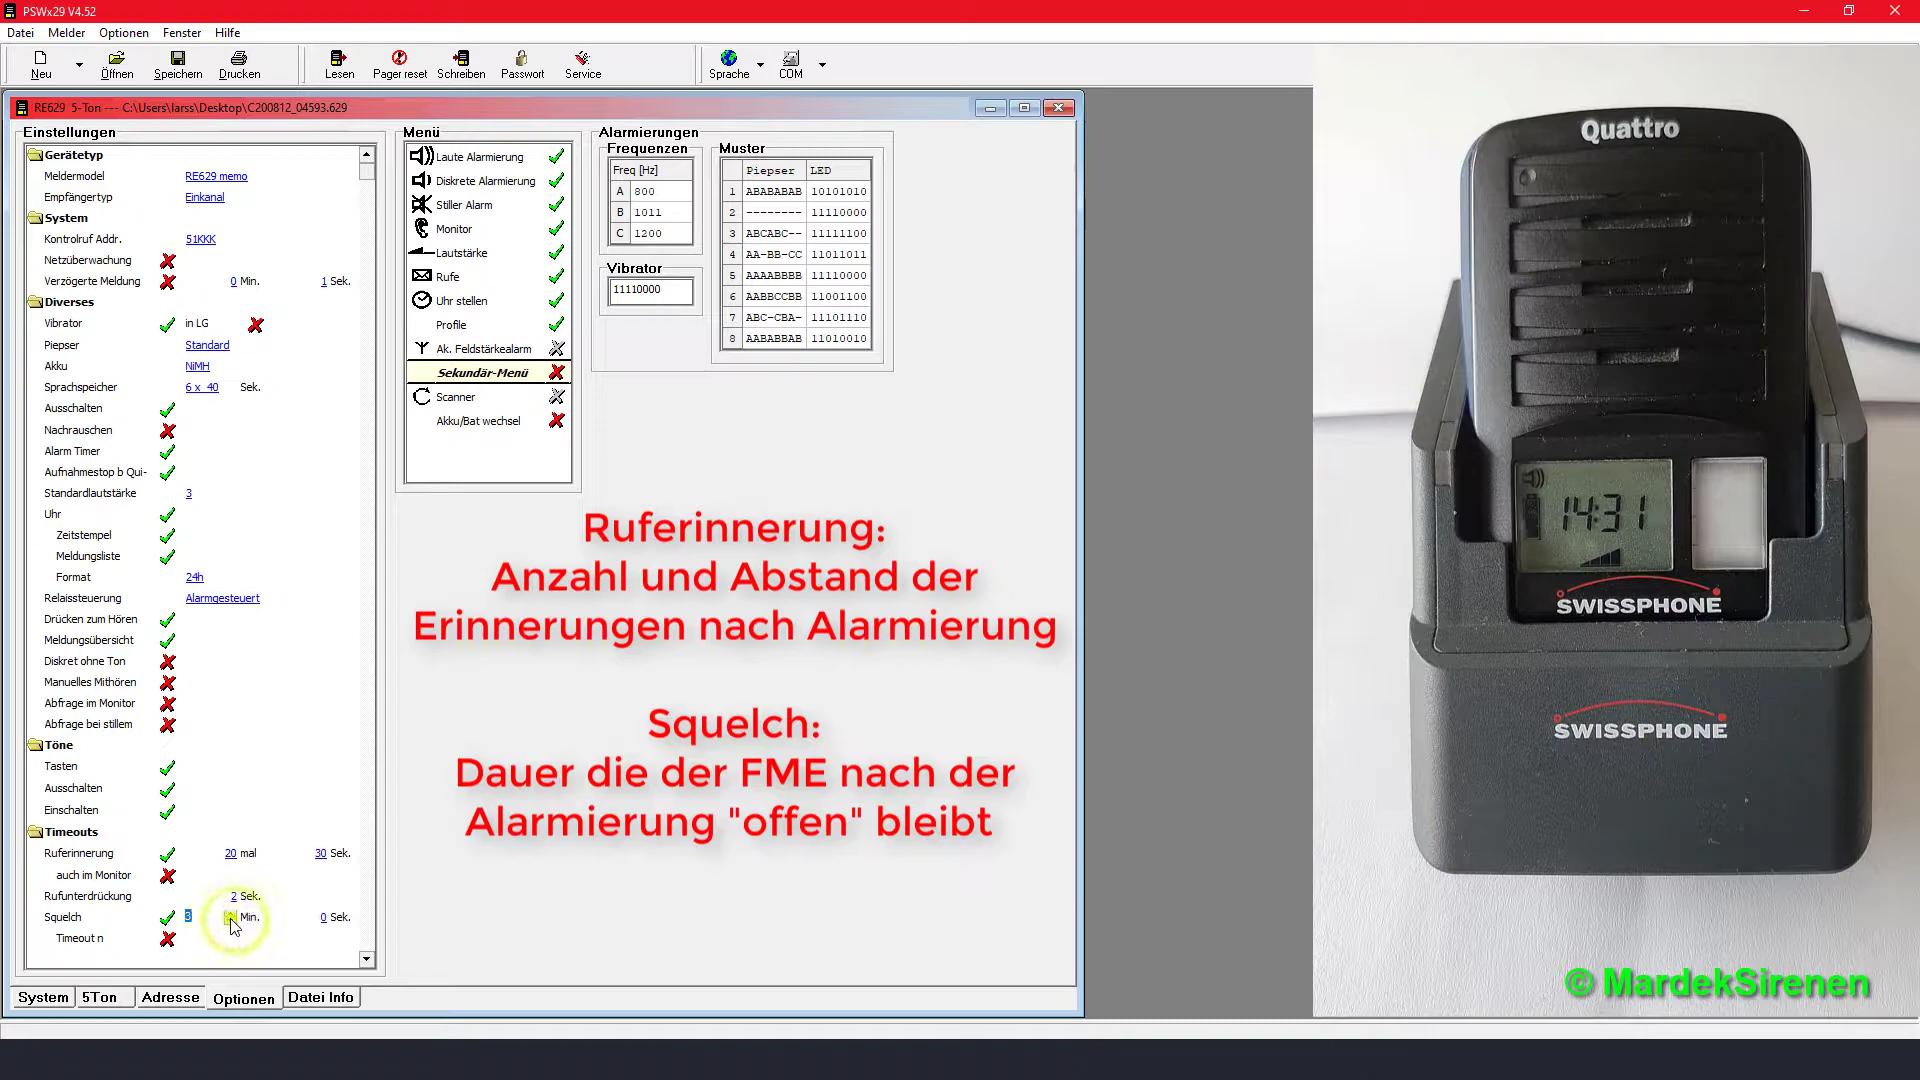 PSWx29 V4.52
Datei Melder Optionen Fenster Hilfe
Neu Öffnen Speichern Drucken Lesen Pager reset Schreiben Passwort Service Sprache COM
RE629 5-Ton --- C:\Users\larss\Desktop\C200812_04593.629
Einstellungen
Gerätetyp
Meldermodel RE629 memo
Empfängertyp Einkanal
System
Kontrolruf Addr. 51KKK
Netzüberwachung
Verzögerte Meldung 0 Min. 1 Sek.
Diverses
Vibrator in LG
Piepser Standard
Akku NiMH
Sprachspeicher 6 x 40 Sek.
Ausschalten
Nachrauschen
Alarm Timer
Aufnahmestop b Qui-
Standardlautstärke 3
Uhr
Zeitstempel
Meldungsliste
Format 24h
Relaissteuerung Alarmgesteuert
Drücken zum Hören
Meldungsübersicht
Diskret ohne Ton
Manuelles Mithören
Abfrage im Monitor
Abfrage bei stillem
Töne
Tasten
Ausschalten
Einschalten
Timeouts
Ruferinnerung 20 mal 30 Sek.
auch im Monitor
Rufunterdrückung 2 Sek.
Squelch 3 Min. 0 Sek.
Timeout n
Menü
Laute Alarmierung
Diskrete Alarmierung
Stiller Alarm
Monitor
Lautstärke
Rufe
Uhr stellen
Profile
Ak. Feldstärkealarm
Sekundär-Menü
Scanner
Akku/Bat wechsel
Alarmierungen
Frequenzen
Freq [Hz]
A 800
B 1011
C 1200
Vibrator
11110000
Muster
Piepser LED
1 ABABABAB 10101010
2 -------- 11110000
3 ABCABC-- 11111100
4 AA-BB-CC 11011011
5 AAAABBBB 11110000
6 AABBCCBB 11001100
7 ABC-CBA- 11101110
8 AABABBAB 11010010
Ruferinnerung:
Anzahl und Abstand der
Erinnerungen nach Alarmierung
Squelch:
Dauer die der FME nach der
Alarmierung "offen" bleibt
System 5Ton Adresse Optionen Datei Info
Quattro
14:31
SWISSPHONE
SWISSPHONE
© MardekSirenen